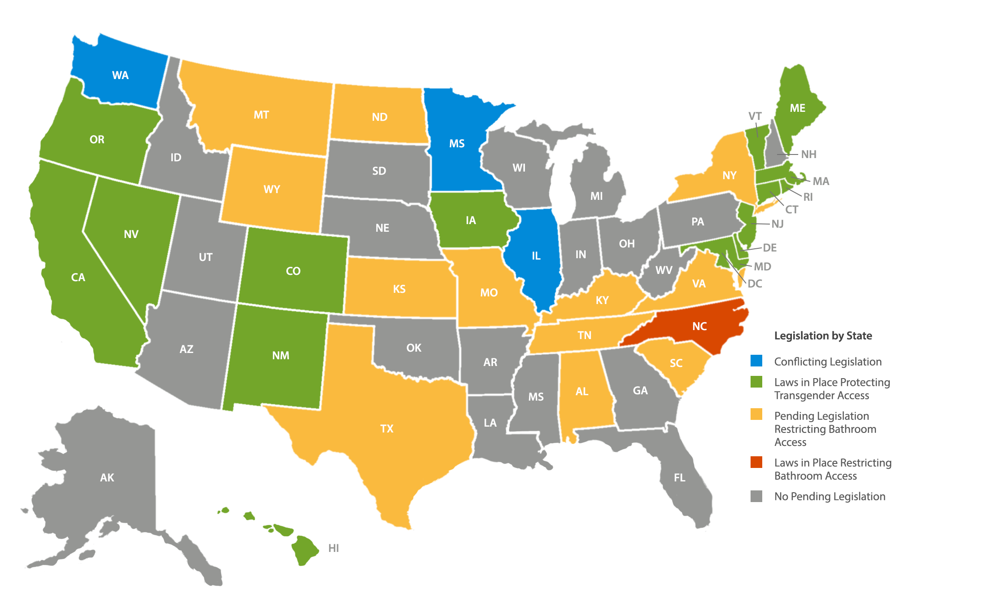 WA
MT
ND
MS
ME
VT
OR
ID
WY
SD
WI
MI
NY
NH
MA
RI
CT
NV
UT
CO
NE
IA
IL
IN
OH
PA
NJ
DE
MD
DC
CA
KS
MO
KY
WV
VA
AZ
NM
OK
AR
TN
NC
SC
TX
LA
MS
AL
GA
FL
AK
HI
Legislation by State
Conflicting Legislation
Laws in Place Protecting
Transgender Access
Pending Legislation
Restricting Bathroom
Access
Laws in Place Restricting
Bathroom Access
No Pending Legislation